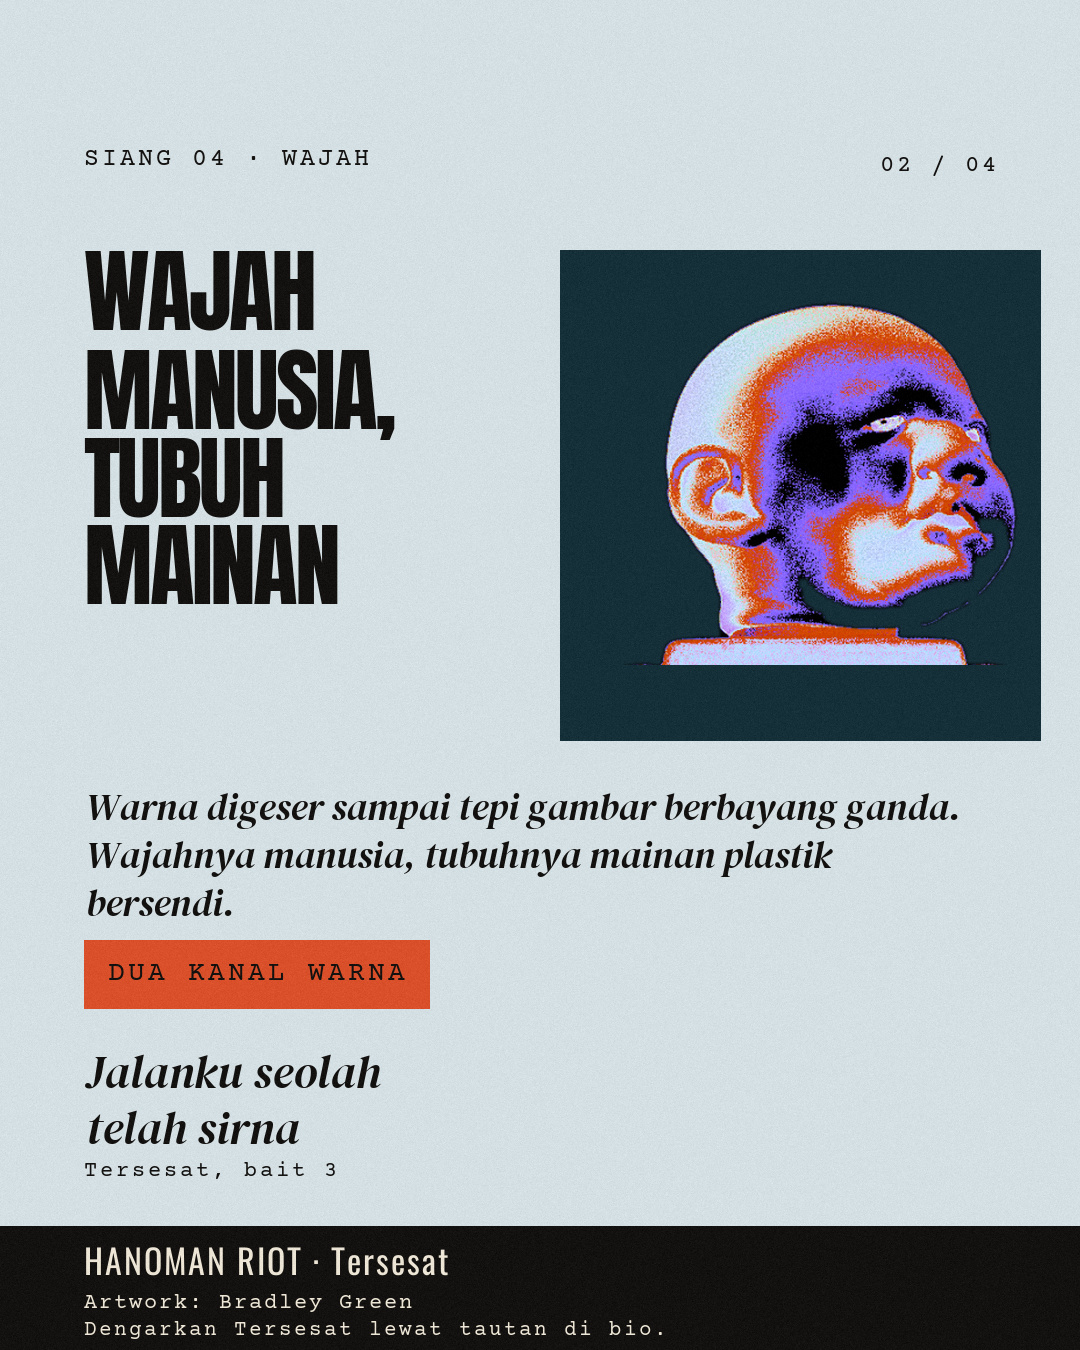 SIANG 04 · WAJAH
02 / 04
WAJAH
MANUSIA,
TUBUH
MAINAN
Warna digeser sampai tepi gambar berbayang ganda.
Wajahnya manusia, tubuhnya mainan plastik
bersendi.
DUA KANAL WARNA
Jalanku seolah
telah sirna
Tersesat, bait 3
HANOMAN RIOT · Tersesat
Artwork: Bradley Green
Dengarkan Tersesat lewat tautan di bio.